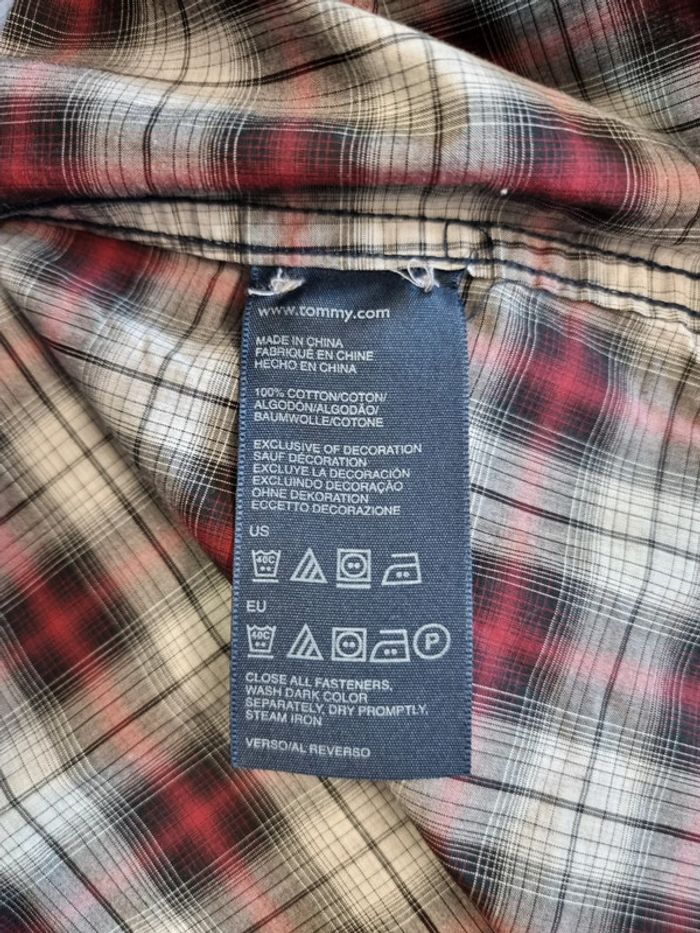 www.tommy.com
MADE IN CHINA
FABRIQUÉ EN CHINE
HECHO EN CHINA
100% COTTON/COTON/
ALGODÓN/ALGODÃO/
BAUMWOLLE/COTONE
EXCLUSIVE OF DECORATION
SAUF DÉCORATION
EXCLUYE LA DECORACIÓN
EXCLUINDO DECORAÇÃO
OHNE DEKORATION
ECCETTO DECORAZIONE
US
40C
EU
40C P
CLOSE ALL FASTENERS,
WASH DARK COLOR
SEPARATELY, DRY PROMPTLY,
STEAM IRON
VERSO/AL REVERSO